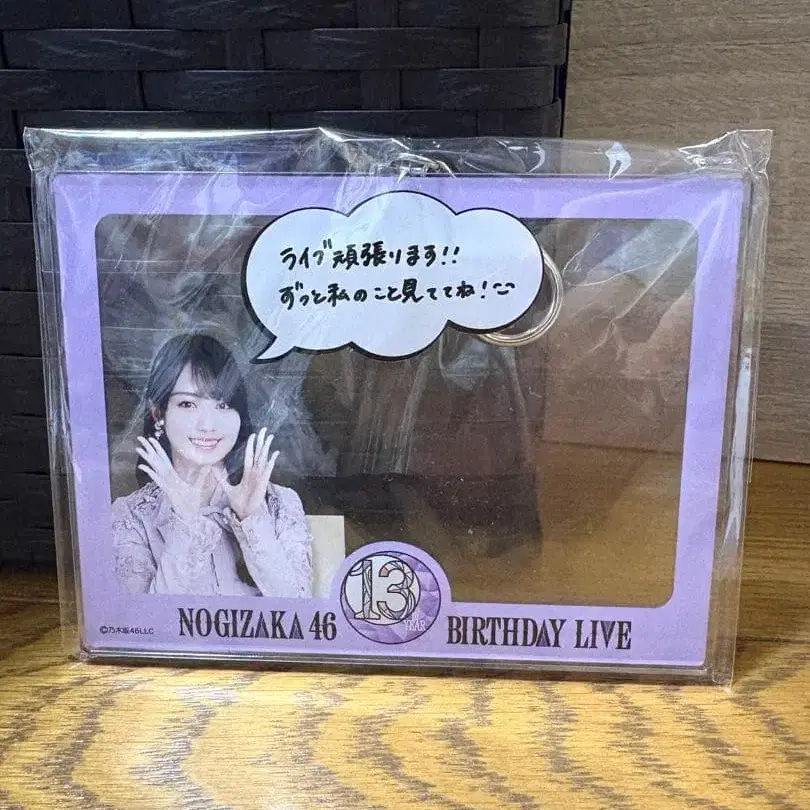 ライブ頑張ります!!
ずっと私のこと見ててね!
13
TH
YEAR
©乃木坂46LLC
NOGIZAKA 46
BIRTHDAY LIVE